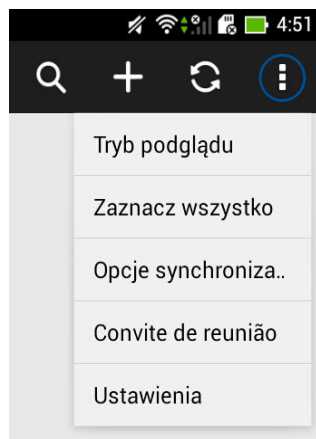 4:51
Tryb podglądu
Zaznacz wszystko
Opcje synchroniza..
Convite de reunião
Ustawienia